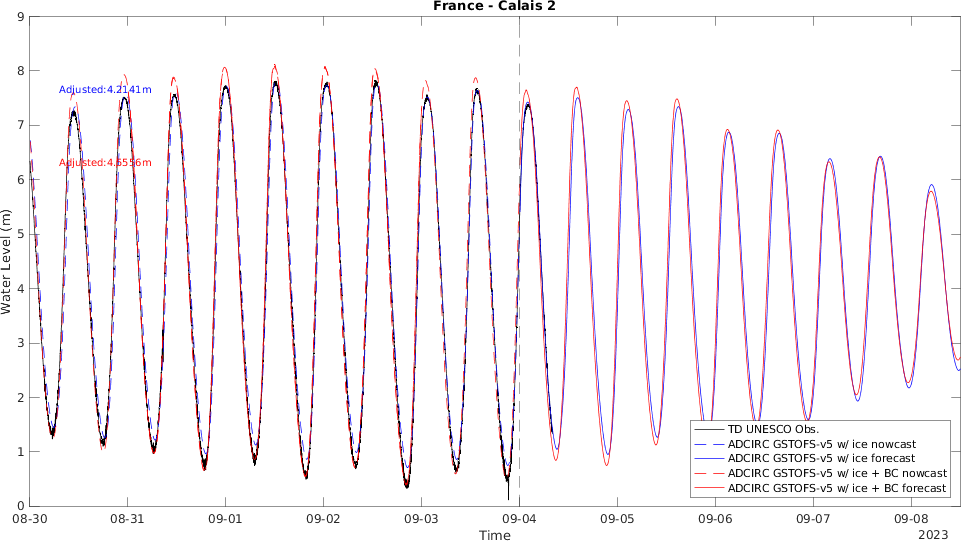 France - Calais 2
9
8
7
6
5
4
3
2
1
0
Water Level (m)
Adjusted:4.2141m
Adjusted:4.6556m
TD UNESCO Obs.
ADCIRC GSTOFS-v5 w/ ice nowcast
ADCIRC GSTOFS-v5 w/ ice forecast
ADCIRC GSTOFS-v5 w/ ice + BC nowcast
ADCIRC GSTOFS-v5 w/ ice + BC forecast
08-30 08-31 09-01 09-02 09-03 09-04 09-05 09-06 09-07 09-08
Time
2023